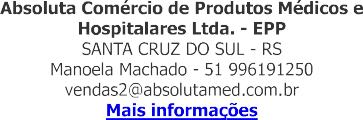 Absoluta Comércio de Produtos Médicos e
Hospitalares Ltda. - EPP
SANTA CRUZ DO SUL - RS
Manoela Machado - 51 996191250
vendas2@absolutamed.com.br
Mais informações